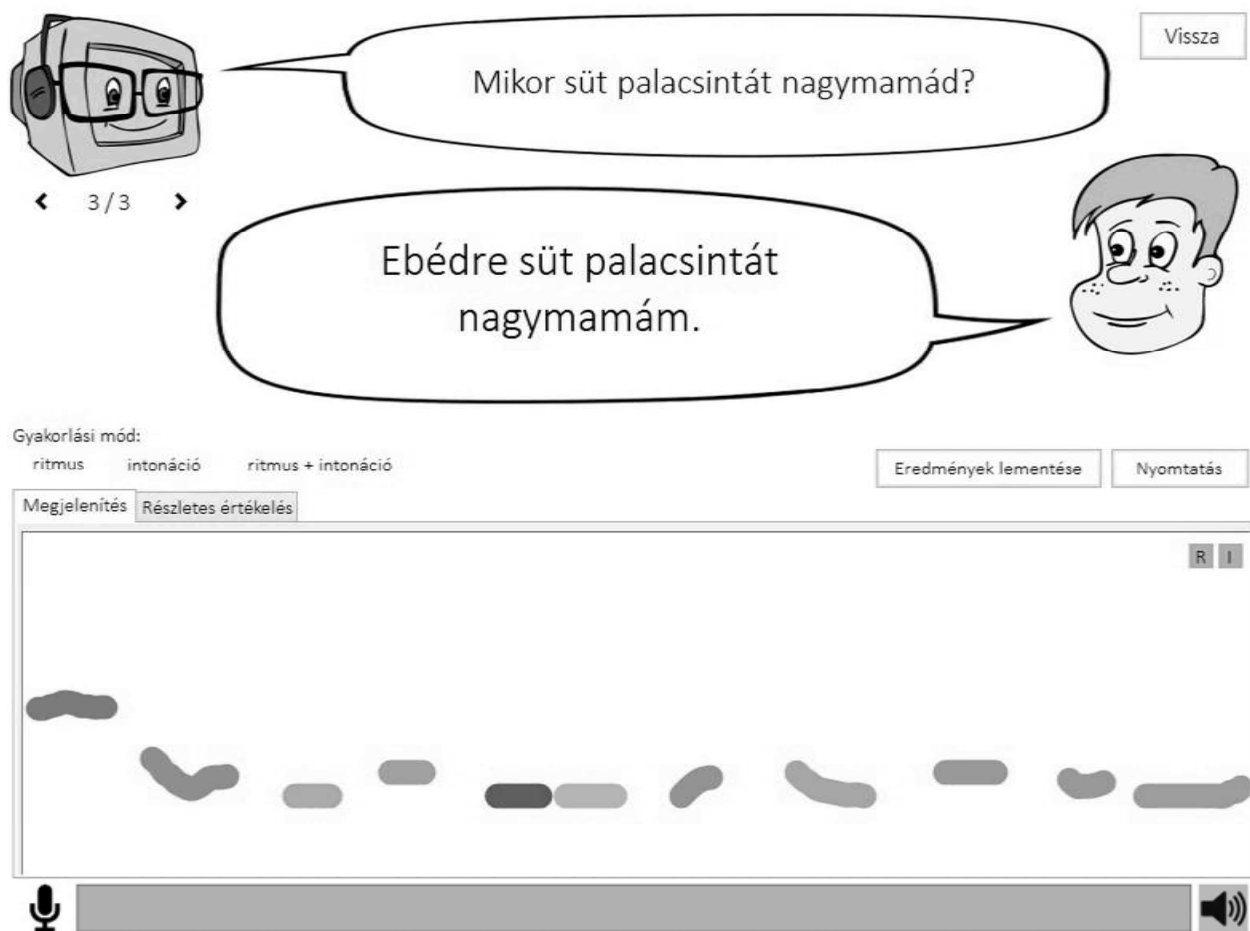 Vissza
Mikor süt palacsintát nagymamád?
3 / 3
Ebédre süt palacsintát
nagymamám.
Gyakorlási mód:
ritmus intonáció ritmus + intonáció
Eredmények lementése Nyomtatás
Megjelenítés Részletes értékelés
R I